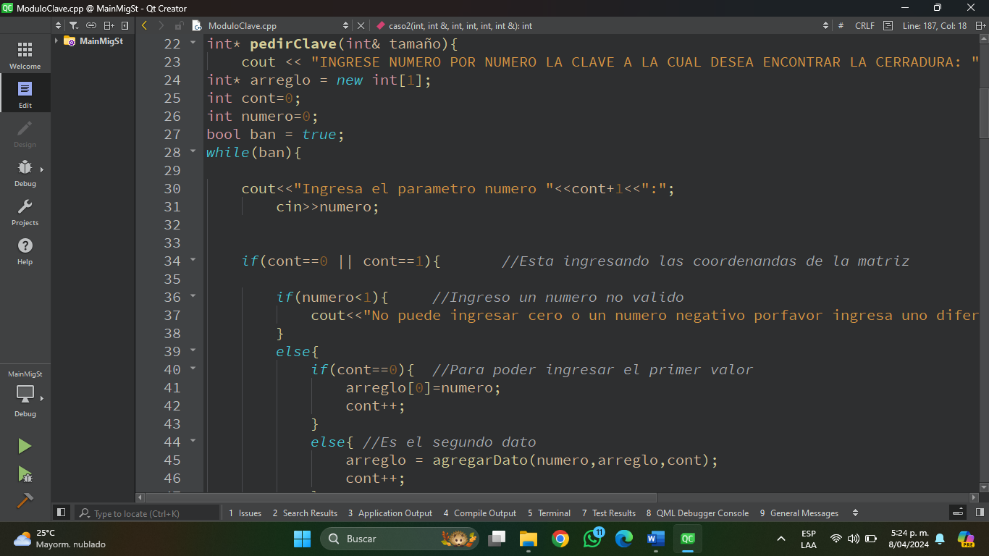 ModuloClave.cpp @ MainMigSt - Qt Creator
ModuloClave.cpp
caso2(int, int &, int, int, int, int &): int
#
CRLF
Line: 187, Col: 18
MainMigSt
Welcome
Edit
Design
Debug
Projects
Help
MainMigSt
Debug
22 int* pedirClave(int& tamaño){
23 cout << "INGRESE NUMERO POR NUMERO LA CLAVE A LA CUAL DESEA ENCONTRAR LA CERRADURA: "
24 int* arreglo = new int[1];
25 int cont=0;
26 int numero=0;
27 bool ban = true;
28 while(ban){
29
30 cout<<"Ingresa el parametro numero "<<cont+1<<":";
31 cin>>numero;
32
33
34 if(cont==0 || cont==1){ //Esta ingresando las coordenandas de la matriz
35
36 if(numero<1){ //Ingreso un numero no valido
37 cout<<"No puede ingresar cero o un numero negativo porfavor ingresa uno difer
38 }
39 else{
40 if(cont==0){ //Para poder ingresar el primer valor
41 arreglo[0]=numero;
42 cont++;
43 }
44 else{ //Es el segundo dato
45 arreglo = agregarDato(numero,arreglo,cont);
46 cont++;
Type to locate (Ctrl+K)
1 Issues
2 Search Results
3 Application Output
4 Compile Output
5 Terminal
7 Test Results
8 QML Debugger Console
9 General Messages
25°C
Mayorm. nublado
Buscar
11
ESP
LAA
5:24 p. m.
8/04/2024